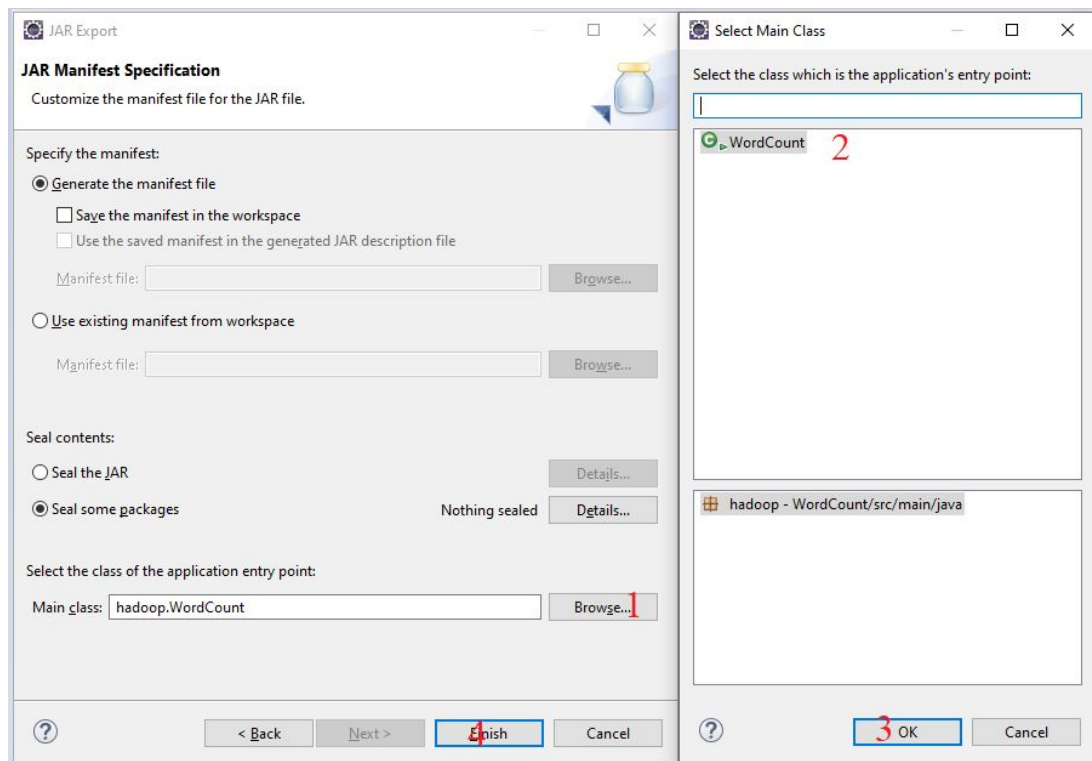 JAR Export
JAR Manifest Specification
Customize the manifest file for the JAR file.
Specify the manifest:
Generate the manifest file
Save the manifest in the workspace
Use the saved manifest in the generated JAR description file
Manifest file:
Browse...
Use existing manifest from workspace
Manifest file:
Browse...
Seal contents:
Seal the JAR
Details...
Seal some packages
Nothing sealed
Details...
Select the class of the application entry point:
Main class: hadoop.WordCount
Browse... 1
? < Back Next > Finish 4 Cancel
Select Main Class
Select the class which is the application's entry point:
WordCount 2
hadoop - WordCount/src/main/java
? 3 OK Cancel